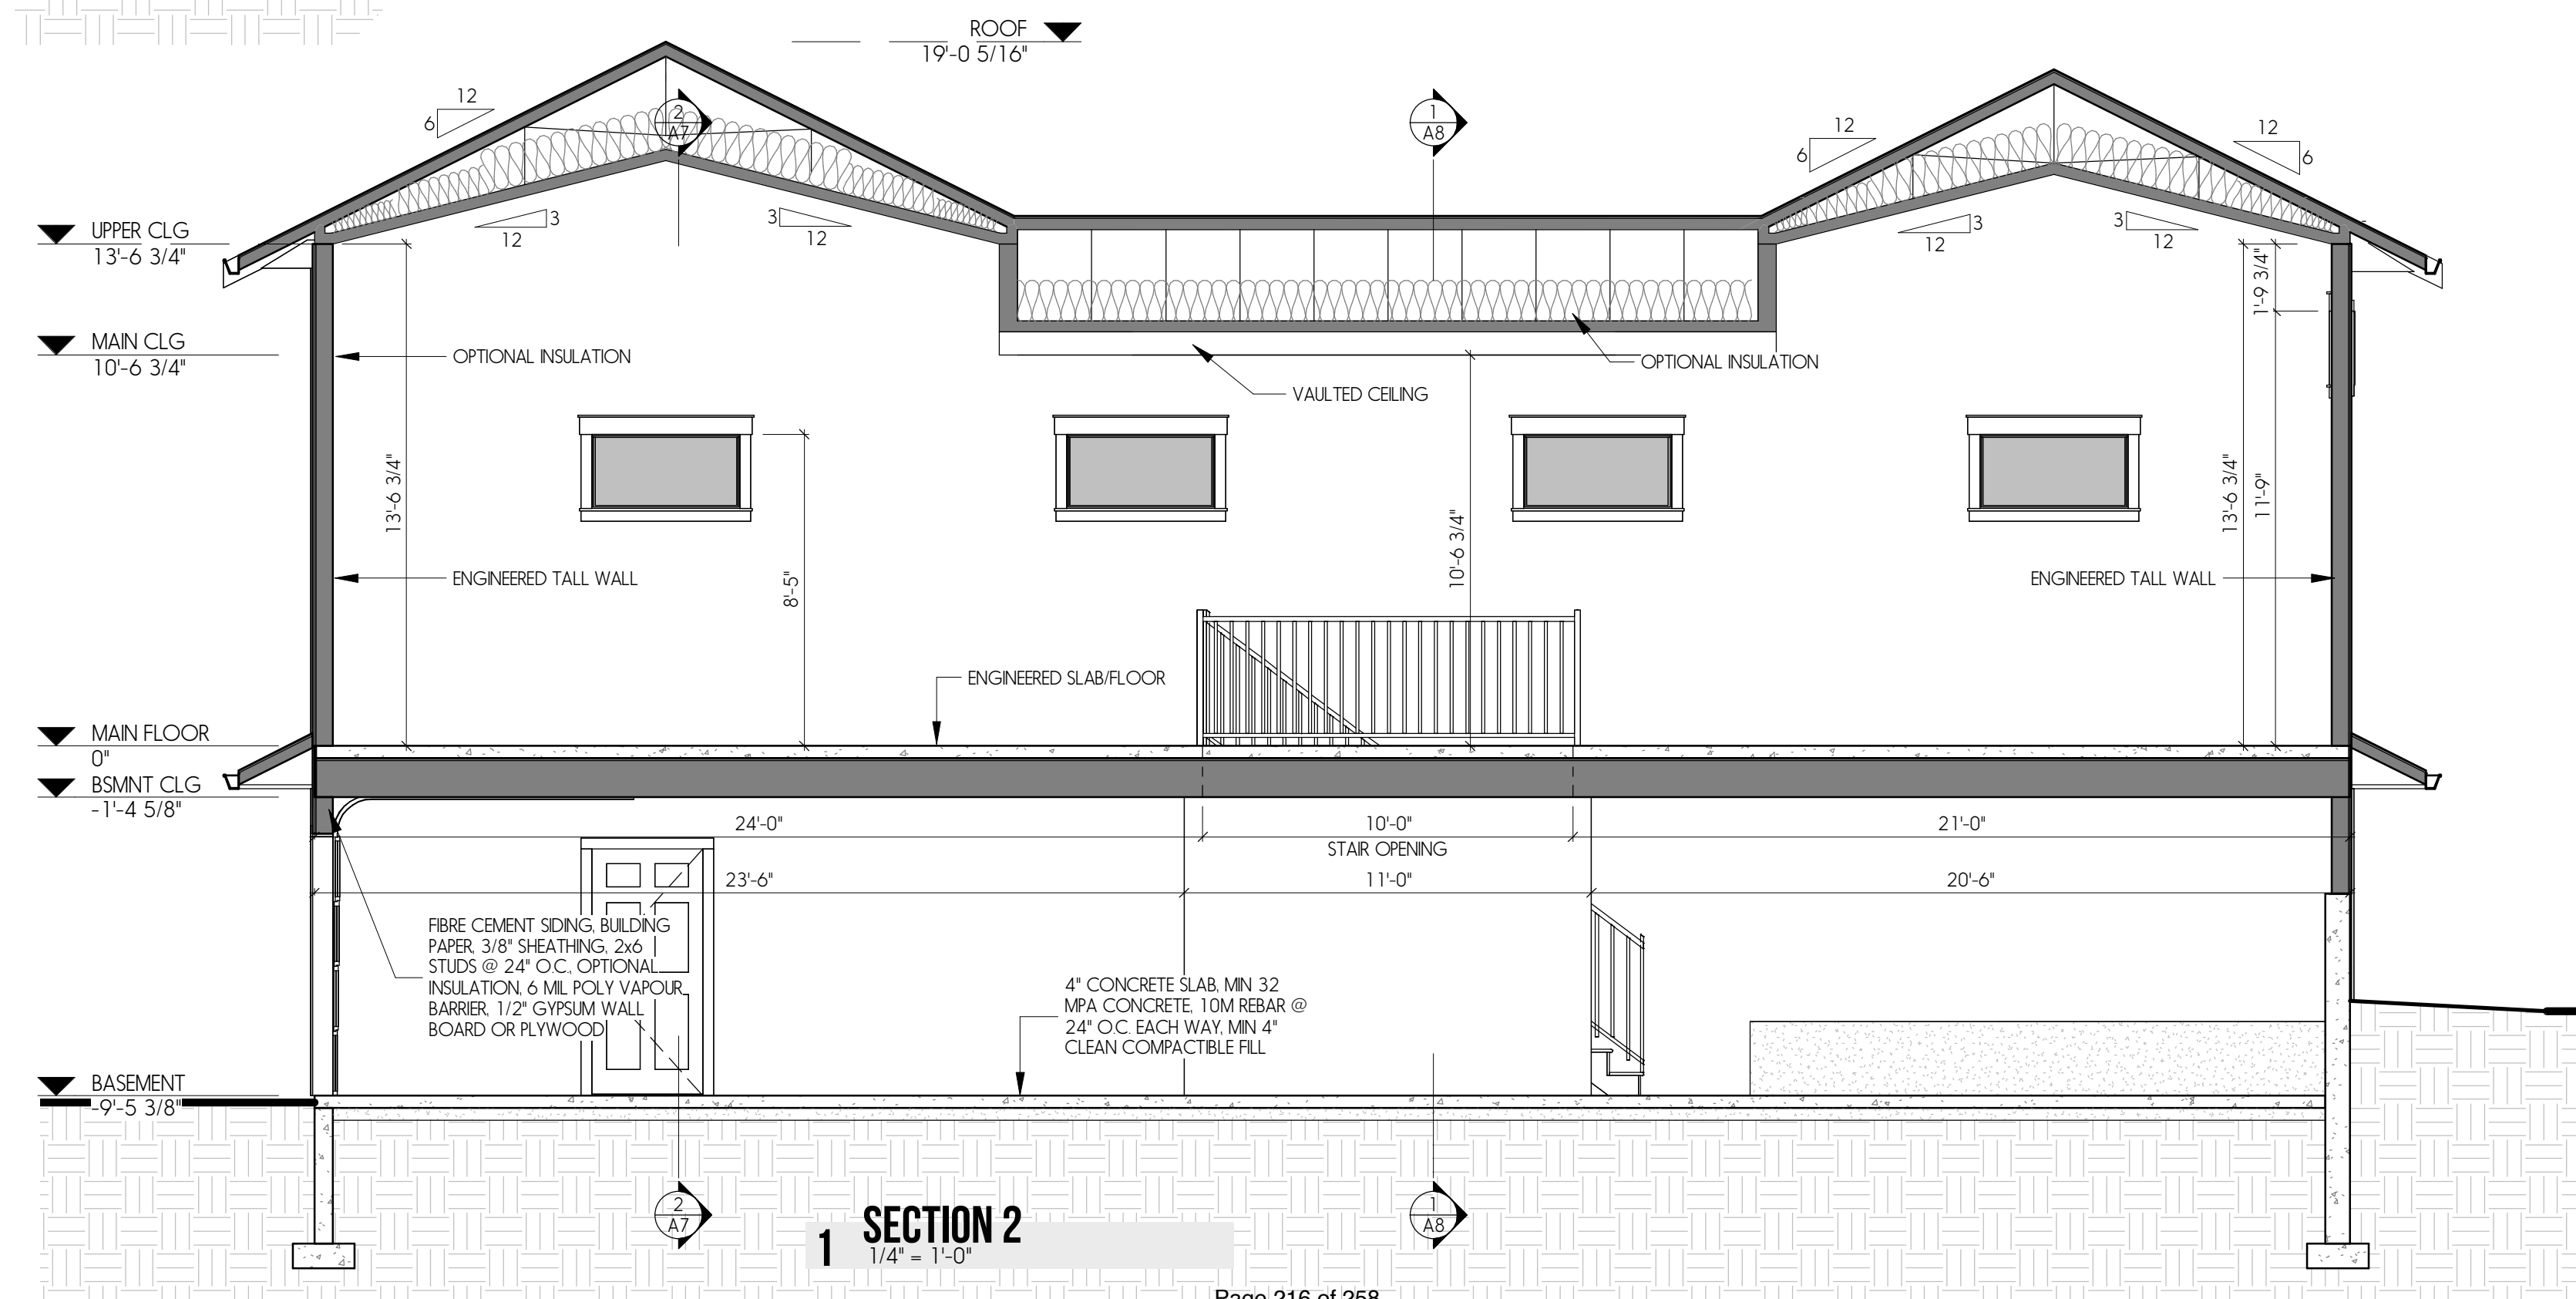 ROOF
19'-0 5/16"
12
6
2
A7
1
A8
12
6
12
6
UPPER CLG
13'-6 3/4"
3
12
3
12
3
12
3
12
1'-9 3/4"
MAIN CLG
10'-6 3/4"
OPTIONAL INSULATION
OPTIONAL INSULATION
VAULTED CEILING
13'-6 3/4"
8'-5"
10'-6 3/4"
13'-6 3/4"
11'-9"
ENGINEERED TALL WALL
ENGINEERED TALL WALL
ENGINEERED SLAB/FLOOR
MAIN FLOOR
0"
BSMNT CLG
-1'-4 5/8"
24'-0"
10'-0"
21'-0"
STAIR OPENING
23'-6"
11'-0"
20'-6"
FIBRE CEMENT SIDING, BUILDING
PAPER, 3/8" SHEATHING, 2x6
STUDS @ 24" O.C., OPTIONAL
INSULATION, 6 MIL POLY VAPOUR
BARRIER, 1/2" GYPSUM WALL
BOARD OR PLYWOOD
4" CONCRETE SLAB, MIN 32
MPA CONCRETE, 10M REBAR @
24" O.C. EACH WAY, MIN 4"
CLEAN COMPACTIBLE FILL
BASEMENT
-9'-5 3/8"
2
A7
1
A8
1 SECTION 2
1/4" = 1'-0"
Page 216 of 258